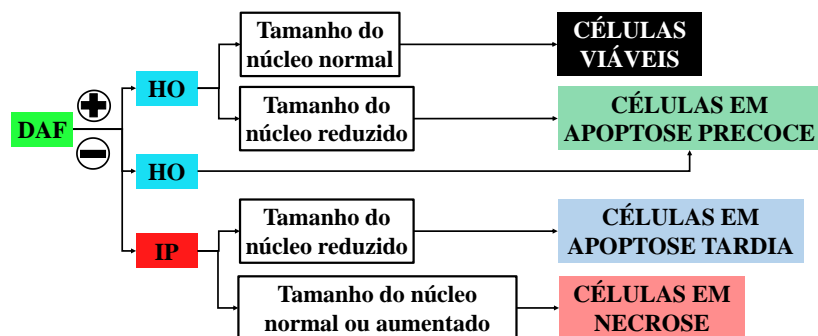 DAF
HO
Tamanho do
núcleo normal
CÉLULAS
VIÁVEIS
Tamanho do
núcleo reduzido
CÉLULAS EM
APOPTOSE PRECOCE
HO
IP
Tamanho do
núcleo reduzido
CÉLULAS EM
APOPTOSE TARDIA
Tamanho do núcleo
normal ou aumentado
CÉLULAS EM
NECROSE